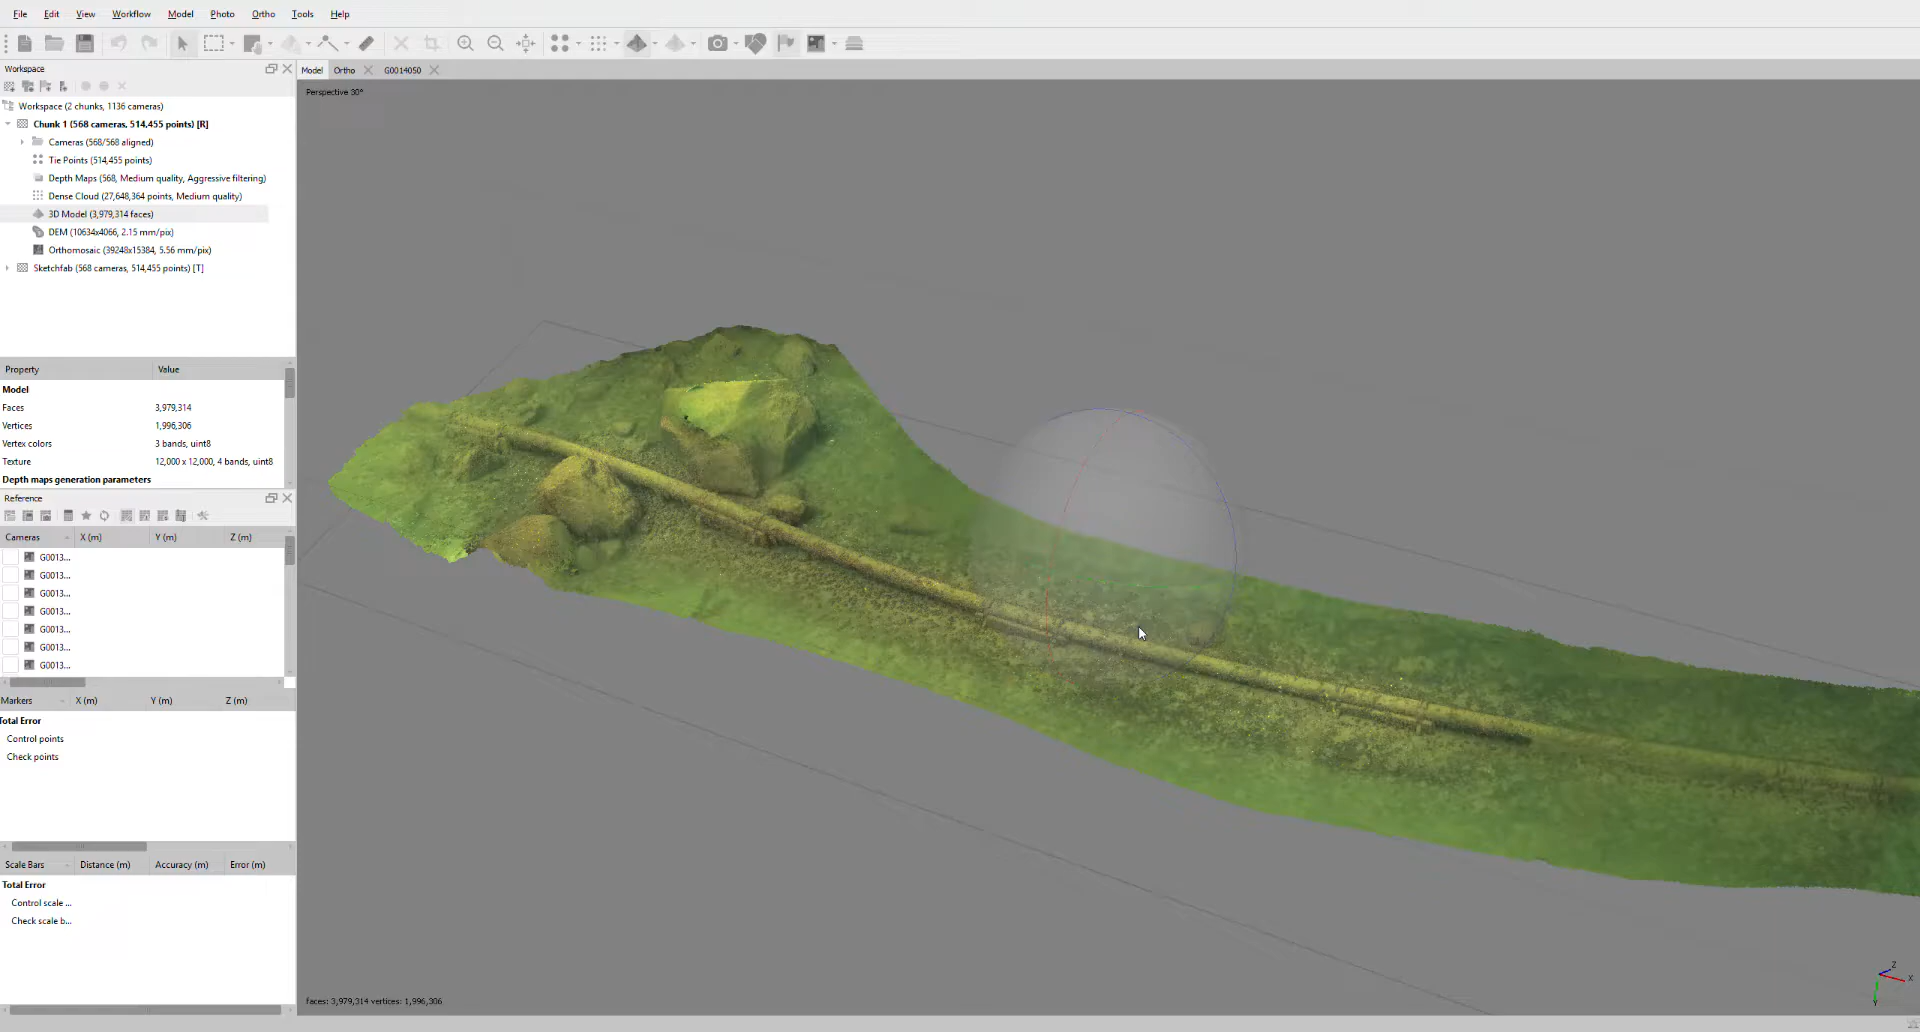 File Edit View Workflow Model Photo Ortho Tools Help
Workspace
Model Ortho G0014050
Perspective 30°
Workspace (2 chunks, 1136 cameras)
Chunk 1 (568 cameras, 514,455 points) [R]
Cameras (568/568 aligned)
Tie Points (514,455 points)
Depth Maps (568, Medium quality, Aggressive filtering)
Dense Cloud (27,648,364 points, Medium quality)
3D Model (3,979,314 faces)
DEM (10634x4066, 2.15 mm/pix)
Orthomosaic (39248x15384, 5.56 mm/pix)
Sketchfab (568 cameras, 514,455 points) [T]
Property Value
Model
Faces 3,979,314
Vertices 1,996,306
Vertex colors 3 bands, uint8
Texture 12,000 x 12,000, 4 bands, uint8
Depth maps generation parameters
Reference
Cameras X (m) Y (m) Z (m)
G0013...
G0013...
G0013...
G0013...
G0013...
G0013...
G0013...
Markers X (m) Y (m) Z (m)
Total Error
Control points
Check points
Scale Bars Distance (m) Accuracy (m) Error (m)
Total Error
Control scale ...
Check scale b...
faces: 3,979,314 vertices: 1,996,306
Z
X
Y